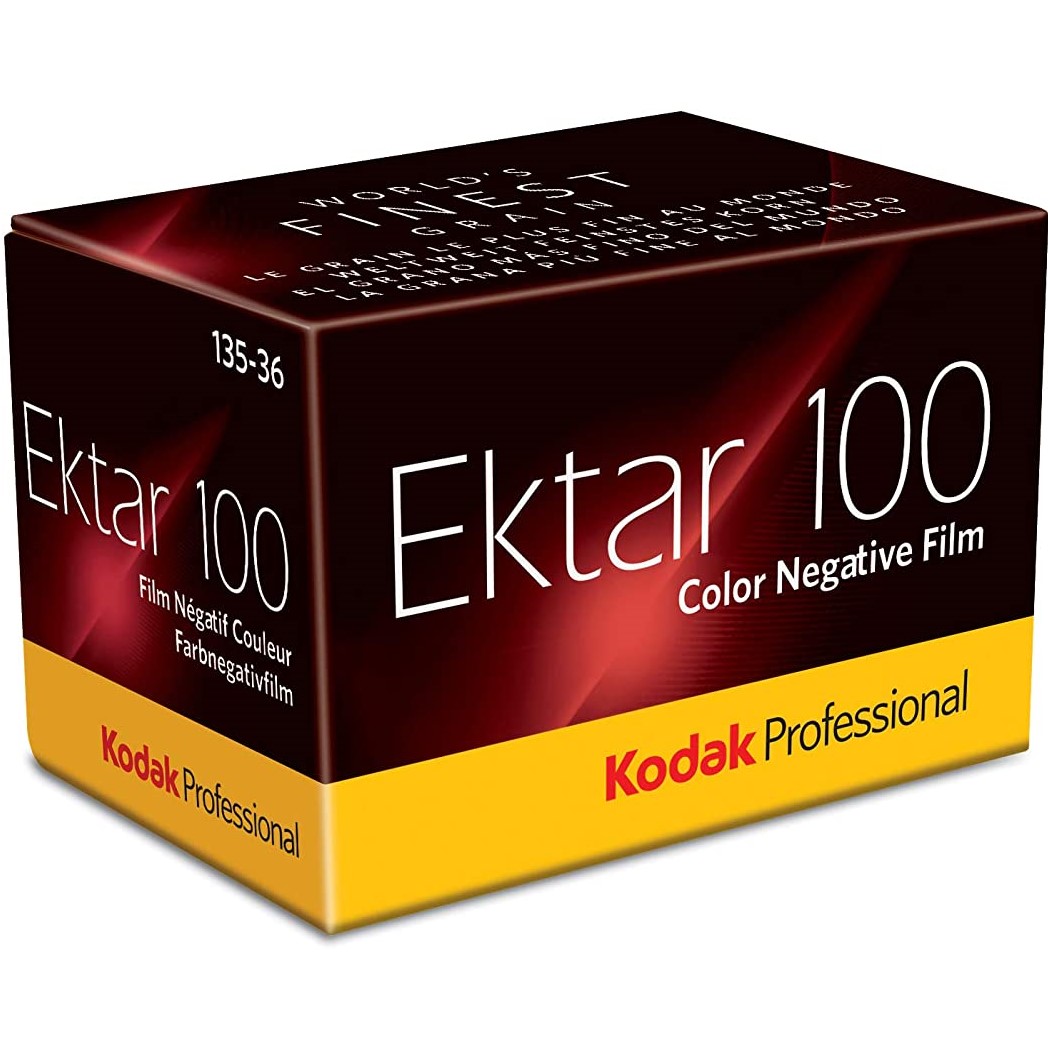 WORLD'S
FINEST
GRAIN
LE GRAIN LE PLUS FIN AU MONDE
WELTWEIT FEINSTES KORN
EL GRANO MÁS FINO DEL MUNDO
LA GRANA PIÙ FINE AL MONDO
135-36
Ektar 100
Film Négatif Couleur
Farbnegativfilm
Kodak Professional
Ektar 100
Color Negative Film
Kodak Professional